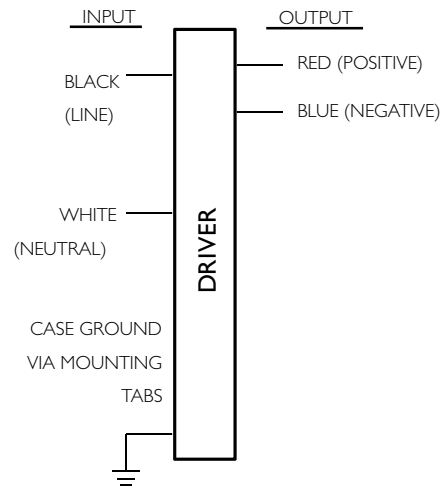 INPUT
OUTPUT
BLACK
(LINE)
RED (POSITIVE)
BLUE (NEGATIVE)
WHITE
(NEUTRAL)
DRIVER
CASE GROUND
VIA MOUNTING
TABS